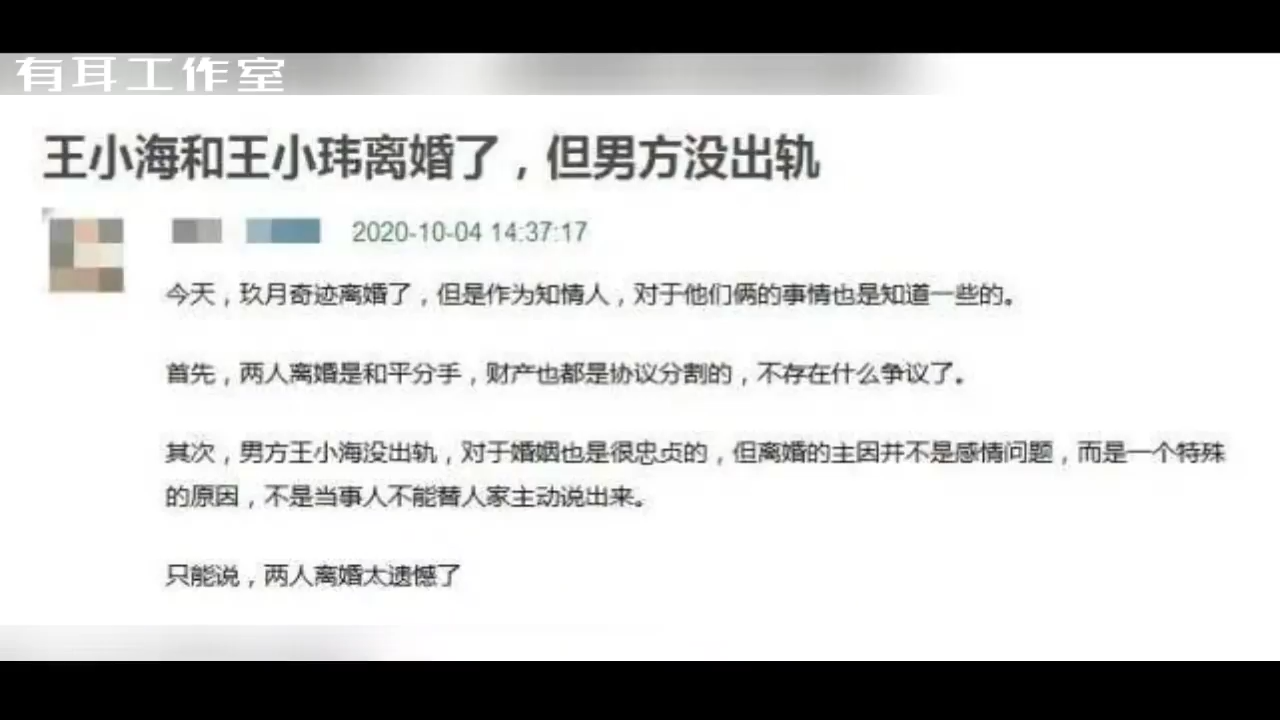 有耳工作室
王小海和王小玮离婚了，但男方没出轨
2020-10-04 14:37:17
今天，玖月奇迹离婚了，但是作为知情人，对于他们俩的事情也是知道一些的。
首先，两人离婚是和平分手，财产也都是协议分割的，不存在什么争议了。
其次，男方王小海没出轨，对于婚姻也是很忠贞的，但离婚的主因并不是感情问题，而是一个特殊
的原因，不是当事人不能替人家主动说出来。
只能说，两人离婚太遗憾了